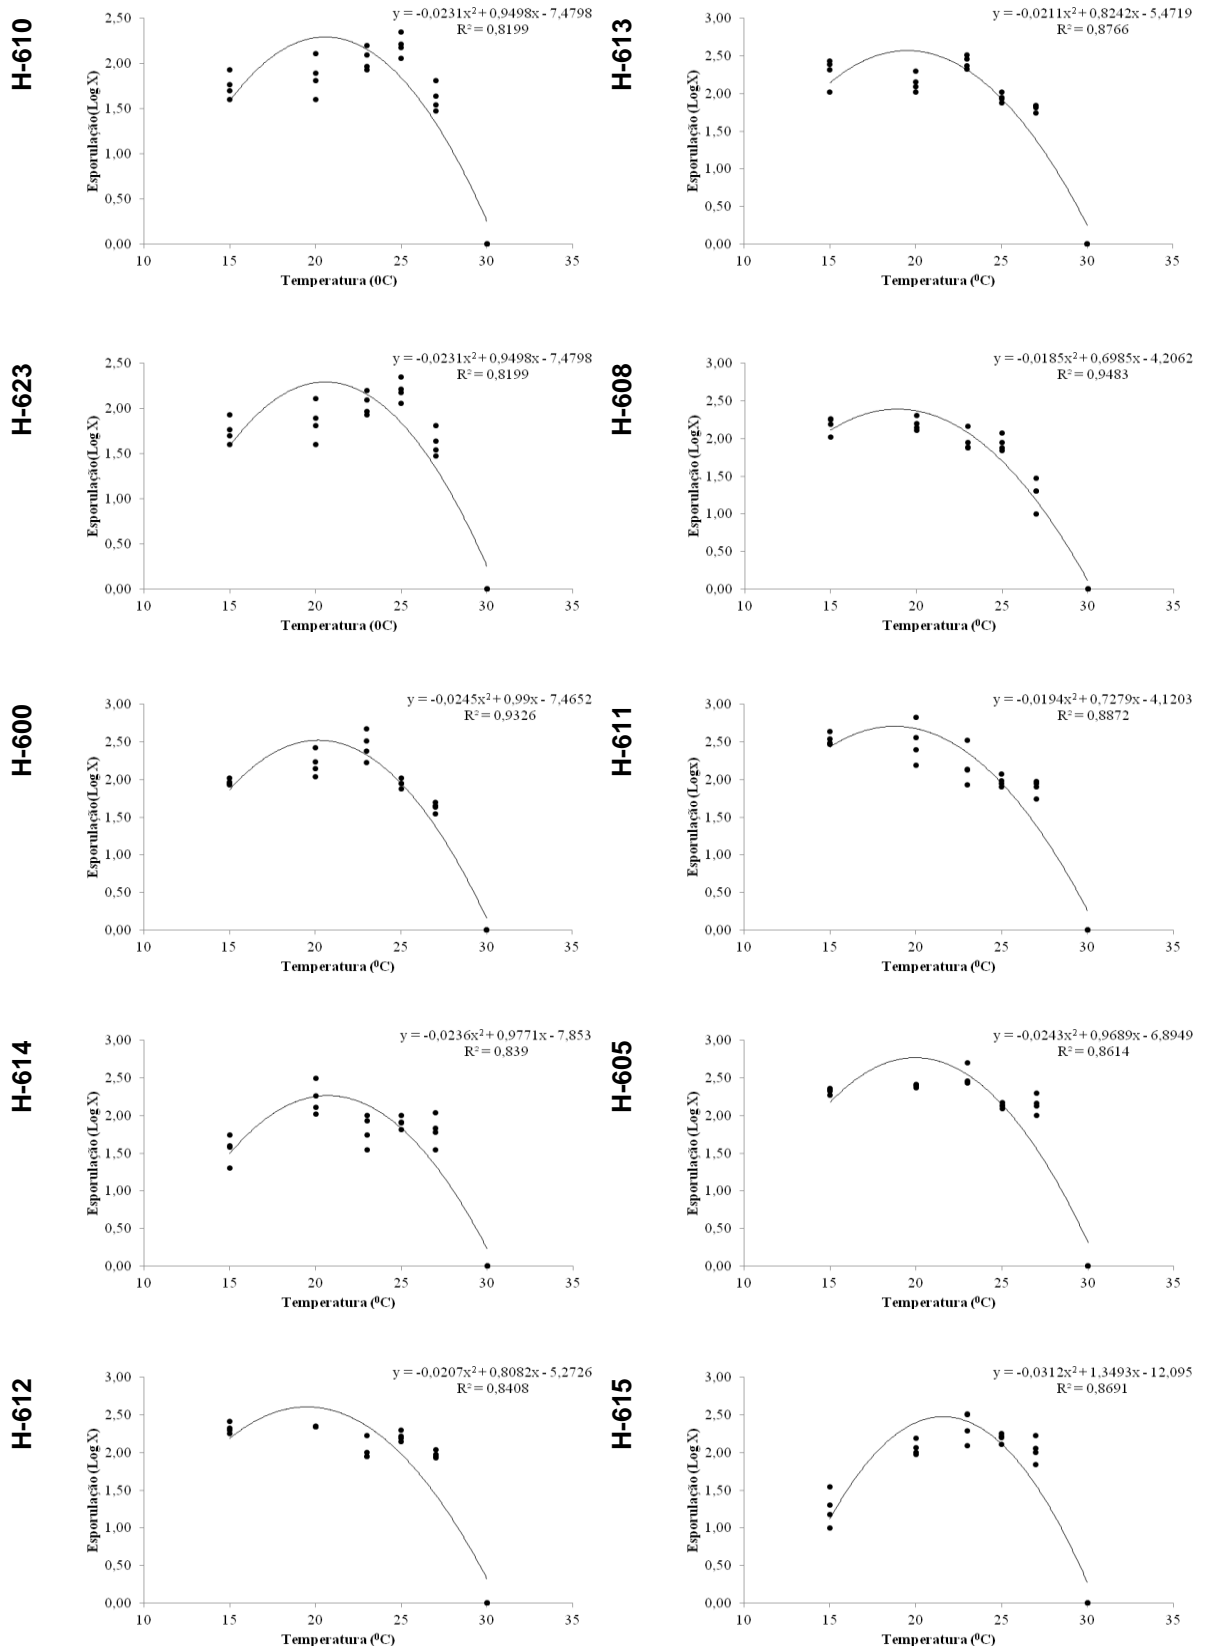 H-610
y = -0,0231x² + 0,9498x - 7,4798
R² = 0,8199
Esporulação(Log X)
2,50
2,00
1,50
1,00
0,50
0,00
10 15 20 25 30 35
Temperatura (0C)
H-613
y = -0,0211x² + 0,8242x - 5,4719
R² = 0,8766
Esporulação (LogX)
3,00
2,50
2,00
1,50
1,00
0,50
0,00
10 15 20 25 30 35
Temperatura (⁰C)
H-623
y = -0,0231x² + 0,9498x - 7,4798
R² = 0,8199
Esporulação(Log X)
2,50
2,00
1,50
1,00
0,50
0,00
10 15 20 25 30 35
Temperatura (0C)
H-608
y = -0,0185x² + 0,6985x - 4,2062
R² = 0,9483
Esporulação (LogX)
3,00
2,50
2,00
1,50
1,00
0,50
0,00
10 15 20 25 30 35
Temperatura (⁰C)
H-600
y = -0,0245x² + 0,99x - 7,4652
R² = 0,9326
Esporulação(Log X)
3,00
2,50
2,00
1,50
1,00
0,50
0,00
10 15 20 25 30 35
Temperatura (⁰C)
H-611
y = -0,0194x² + 0,7279x - 4,1203
R² = 0,8872
Esporulação (Logx)
3,00
2,50
2,00
1,50
1,00
0,50
0,00
10 15 20 25 30 35
Temperatura (⁰C)
H-614
y = -0,0236x² + 0,9771x - 7,853
R² = 0,839
Esporulação (Log X)
3,00
2,50
2,00
1,50
1,00
0,50
0,00
10 15 20 25 30 35
Temperatura (⁰C)
H-605
y = -0,0243x² + 0,9689x - 6,8949
R² = 0,8614
Esporulação (Log X)
3,00
2,50
2,00
1,50
1,00
0,50
0,00
10 15 20 25 30 35
Temperatura (⁰C)
H-612
y = -0,0207x² + 0,8082x - 5,2726
R² = 0,8408
Esporulação (Log X)
3,00
2,50
2,00
1,50
1,00
0,50
0,00
10 15 20 25 30 35
Temperatura (⁰C)
H-615
y = -0,0312x² + 1,3493x - 12,095
R² = 0,8691
Esporulação (Log X)
3,00
2,50
2,00
1,50
1,00
0,50
0,00
10 15 20 25 30 35
Temperatura (⁰C)